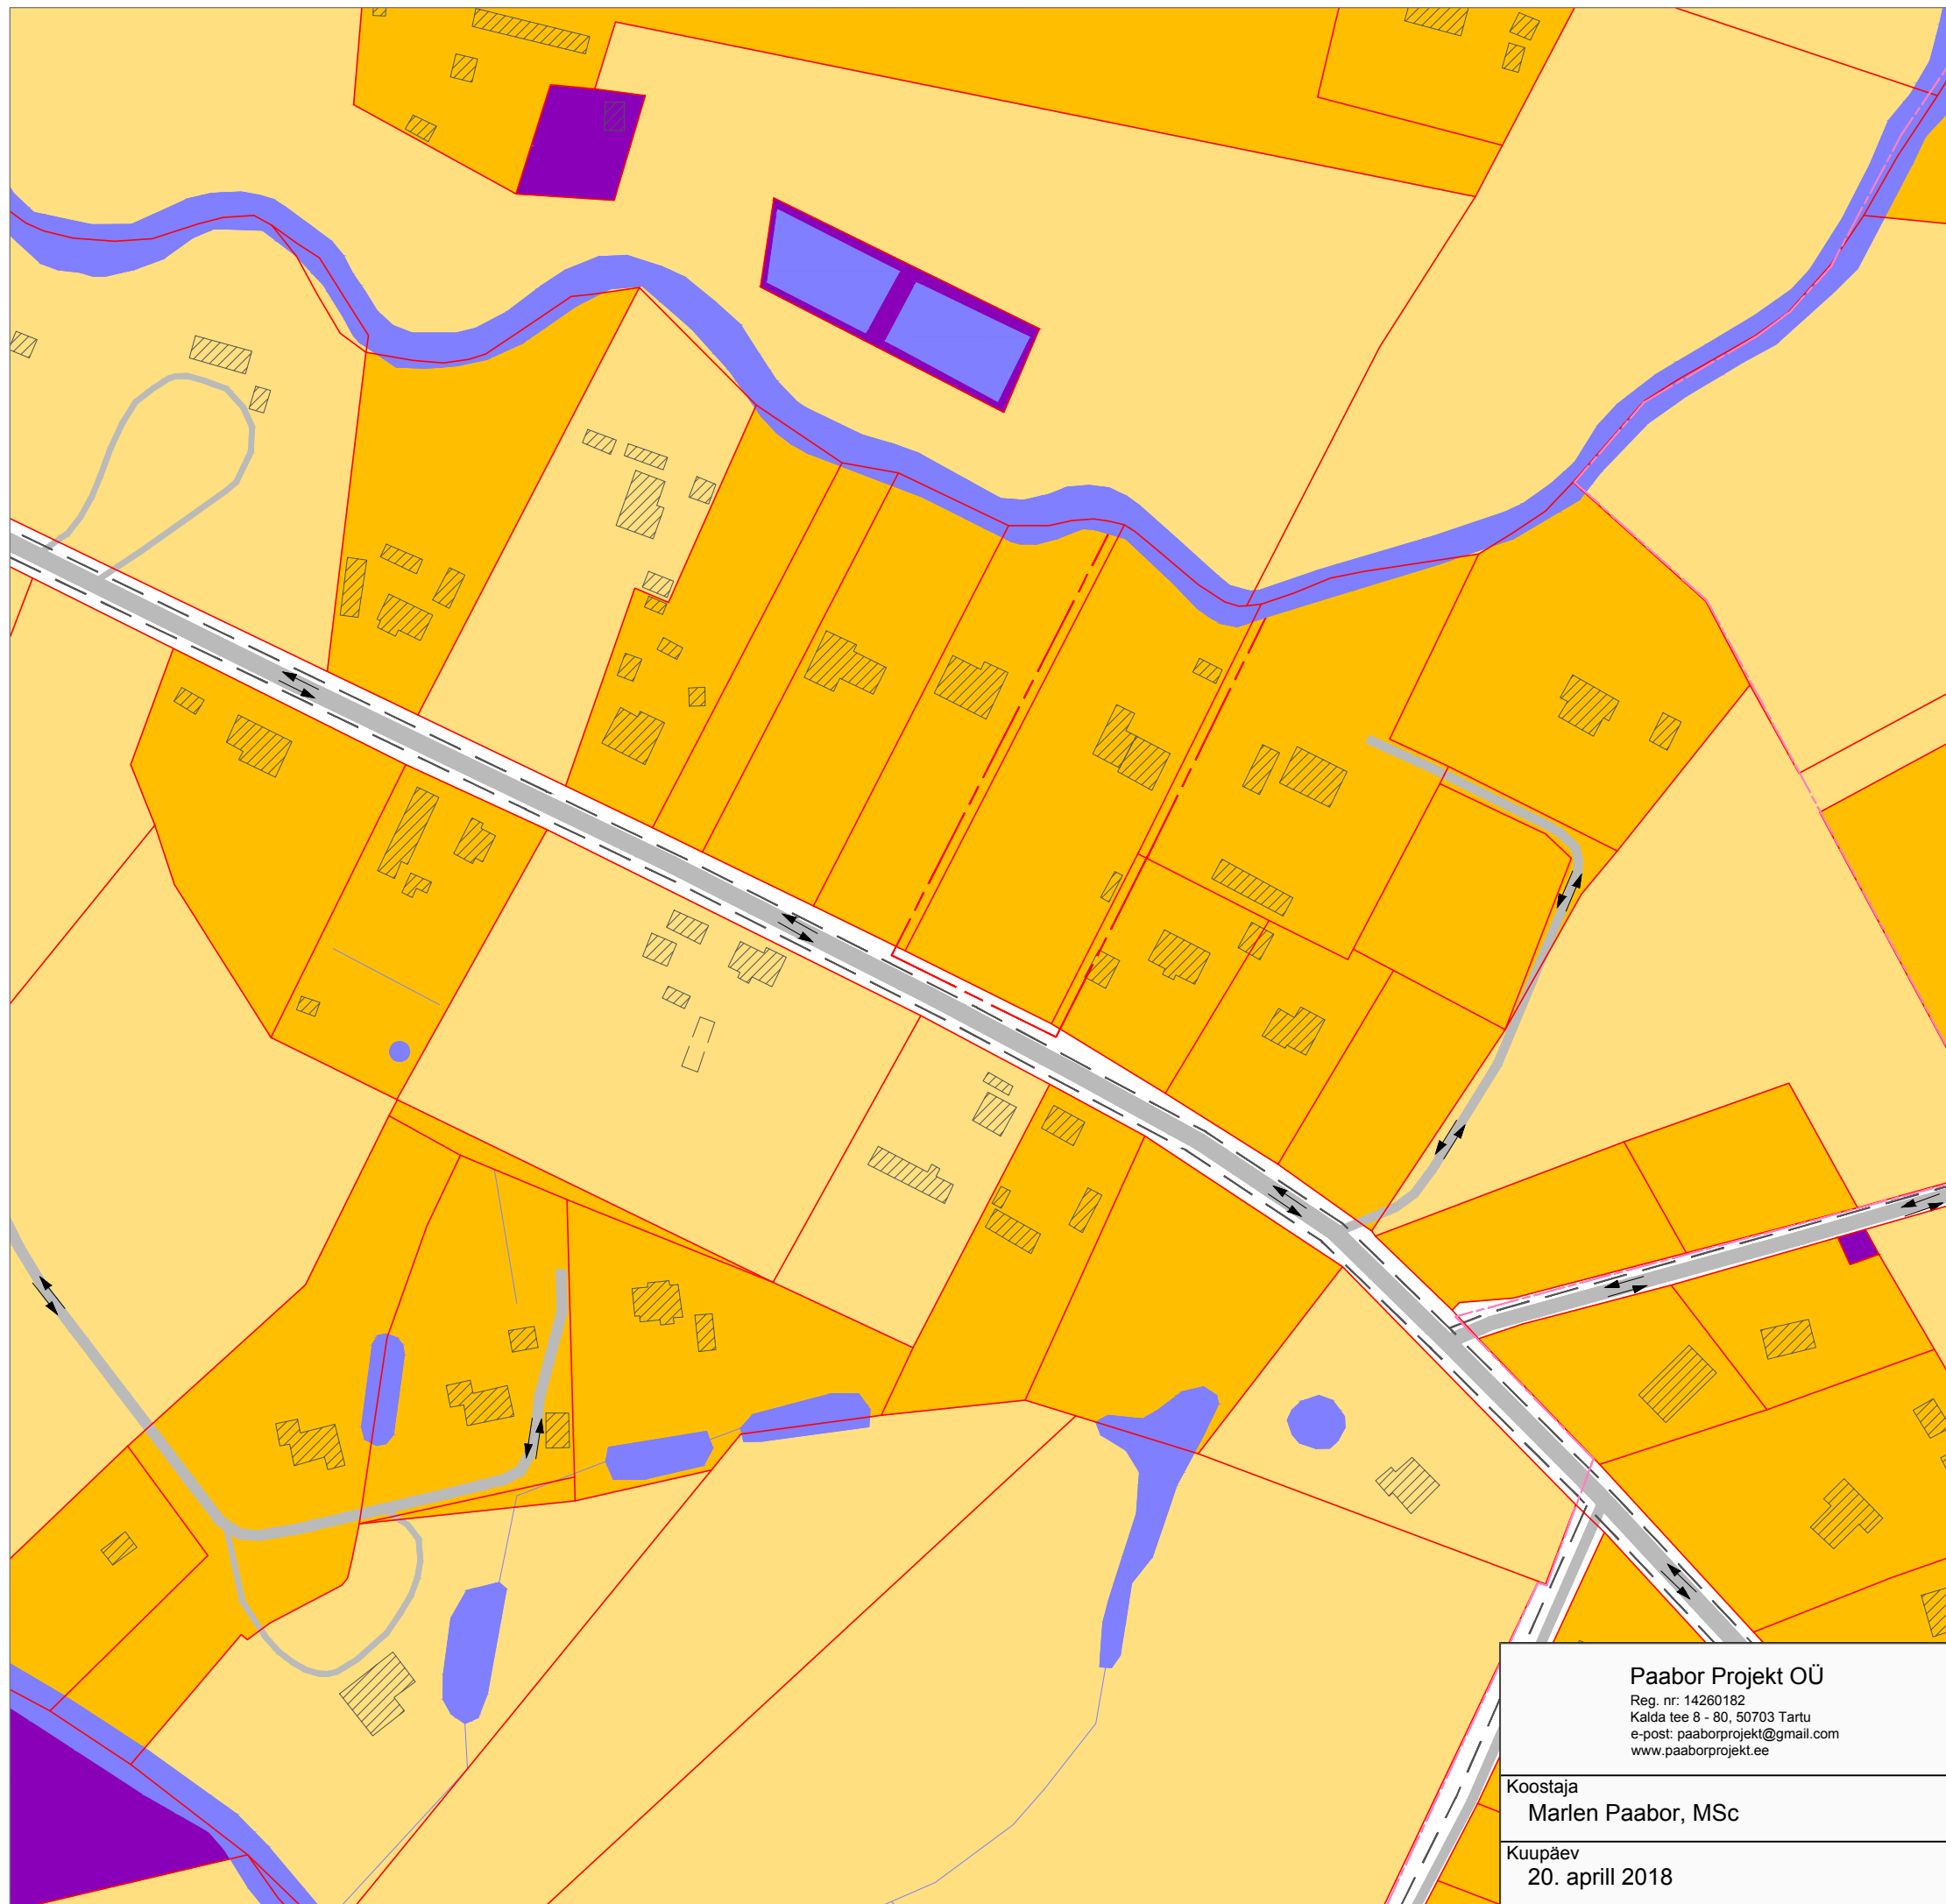 Paabor Projekt OÜ
Reg. nr: 14260182
Kalda tee 8 - 80, 50703 Tartu
e-post: paaborprojekt@gmail.com
www.paaborprojekt.ee
Koostaja
Marlen Paabor, MSc
Kuupäev
20. aprill 2018